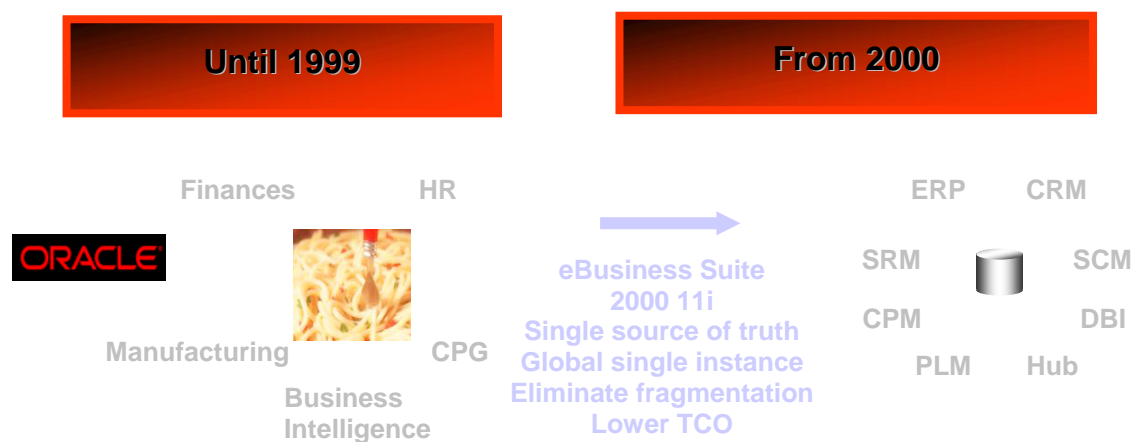 Until 1999
From 2000
Finances HR
ORACLE
Manufacturing CPG
Business
Intelligence
eBusiness Suite
2000 11i
Single source of truth
Global single instance
Eliminate fragmentation
Lower TCO
ERP CRM
SRM SCM
CPM DBI
PLM Hub